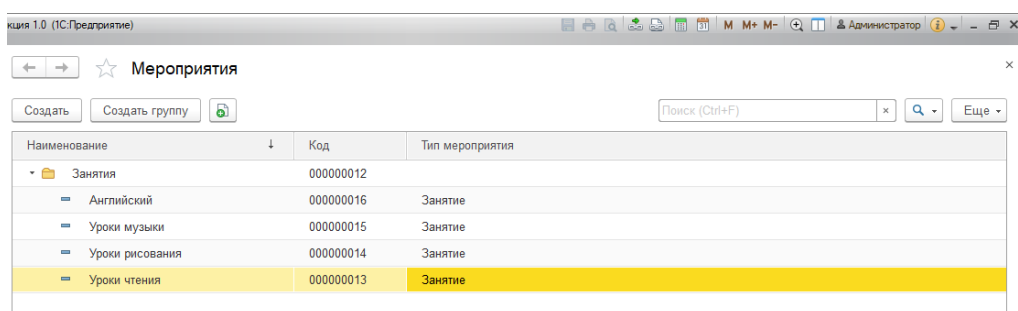 кция 1.0 (1С:Предприятие) M M+ M- Администратор
Мероприятия
Создать Создать группу Поиск (Ctrl+F) Еще
Наименование Код Тип мероприятия
Занятия 000000012
Английский 000000016 Занятие
Уроки музыки 000000015 Занятие
Уроки рисования 000000014 Занятие
Уроки чтения 000000013 Занятие